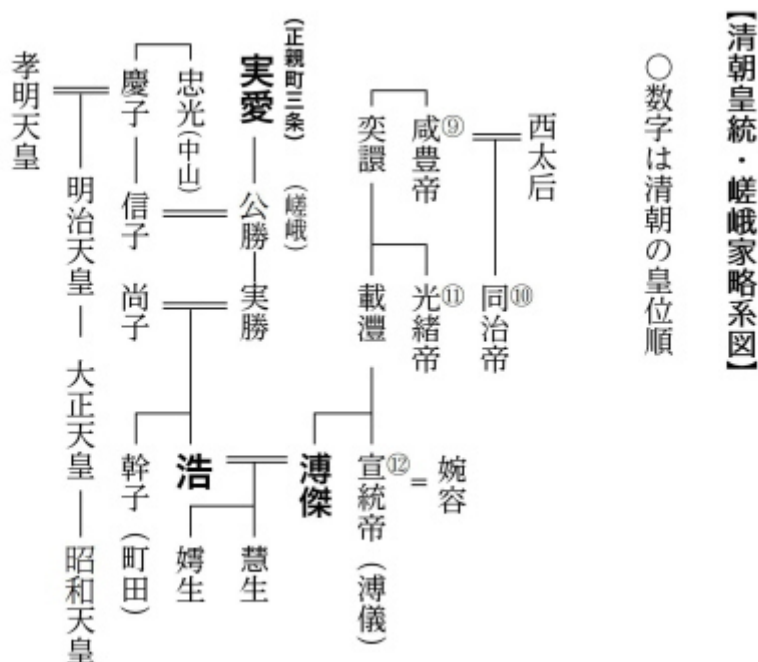 【清朝皇統・嵯峨家略系図】
○数字は清朝の皇位順
西太后
咸豊帝⑨
奕譞
同治帝⑩
光緒帝⑪
載灃
婉容
宣統帝⑫（溥儀）
溥傑
（正親町三条）
実愛
（嵯峨）
公勝
実勝
忠光（中山）
慶子
信子
尚子
浩
幹子（町田）
慧生
嫮生
孝明天皇
明治天皇
大正天皇
昭和天皇